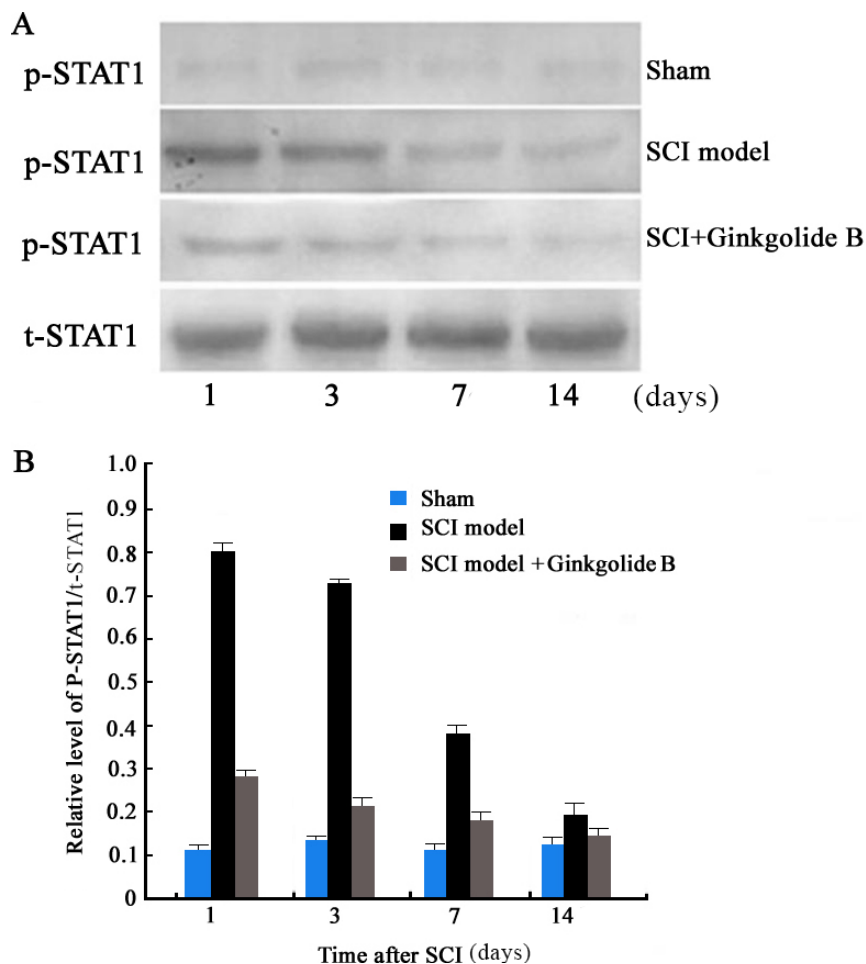 A
p-STAT1 Sham
p-STAT1 SCI model
p-STAT1 SCI+Ginkgolide B
t-STAT1
1 3 7 14 (days)
B
Relative level of P-STAT1/t-STAT1
1.0
0.9
0.8
0.7
0.6
0.5
0.4
0.3
0.2
0.1
0
Sham
SCI model
SCI model +Ginkgolide B
1 3 7 14
Time after SCI (days)